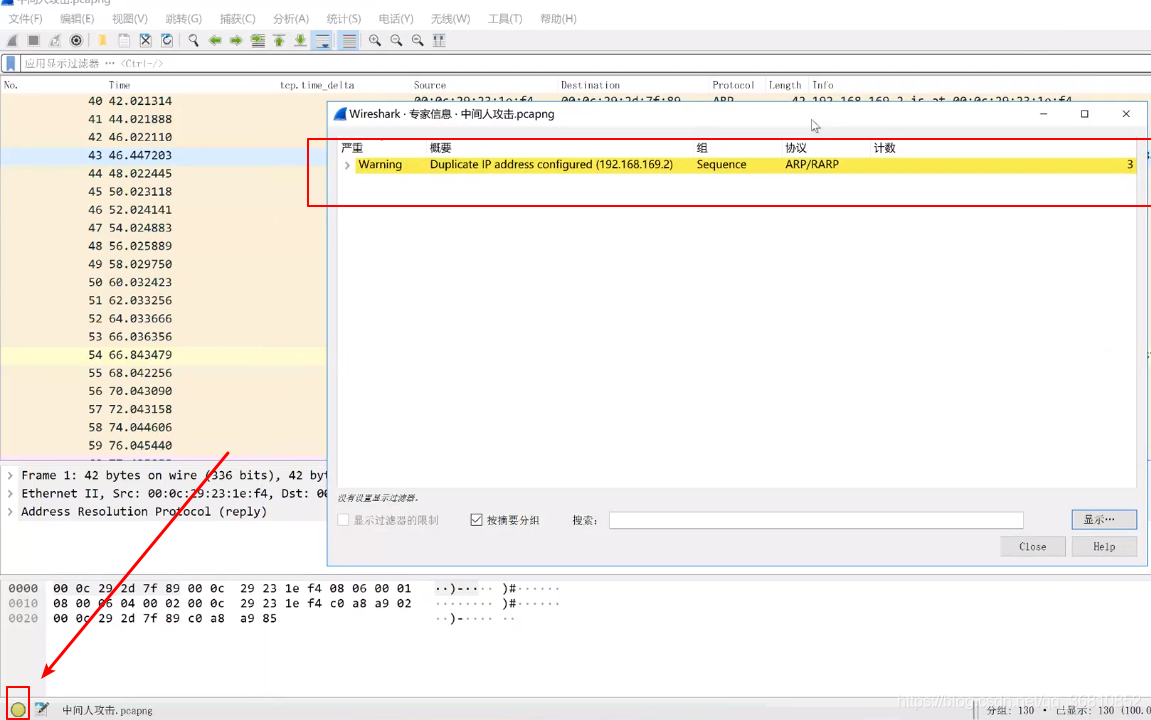 中间人攻击.pcapng
文件(F) 编辑(E) 视图(V) 跳转(G) 捕获(C) 分析(A) 统计(S) 电话(Y) 无线(W) 工具(T) 帮助(H)
应用显示过滤器 … <Ctrl-/>
No. Time tcp.time_delta Source Destination Protocol Length Info
40 42.021314 00:0c:29:23:1e:f4 00:0c:29:2d:7f:89 ARP 42 192.168.169.2 is at 00:0c:29:23:1e:f4
41 44.021888
42 46.022110
43 46.447203
44 48.022445
45 50.023118
46 52.024141
47 54.024883
48 56.025889
49 58.029750
50 60.032423
51 62.033256
52 64.033666
53 66.036356
54 66.843479
55 68.042256
56 70.043090
57 72.043158
58 74.044606
59 76.045440
Wireshark · 专家信息 · 中间人攻击.pcapng
严重 概要 组 协议 计数
Warning Duplicate IP address configured (192.168.169.2) Sequence ARP/RARP 3
没有设置显示过滤器。
显示过滤器的限制 按摘要分组 搜索: 显示…
Close Help
Frame 1: 42 bytes on wire (336 bits), 42 byt
Ethernet II, Src: 00:0c:29:23:1e:f4, Dst: 00
Address Resolution Protocol (reply)
0000 00 0c 29 2d 7f 89 00 0c 29 23 1e f4 08 06 00 01 ··)-···· )#······
0010 08 00 06 04 00 02 00 0c 29 23 1e f4 c0 a8 a9 02 ········ )#······
0020 00 0c 29 2d 7f 89 c0 a8 a9 85 ··)-···· ··
中间人攻击.pcapng
分组: 130 · 已显示: 130 (100.0